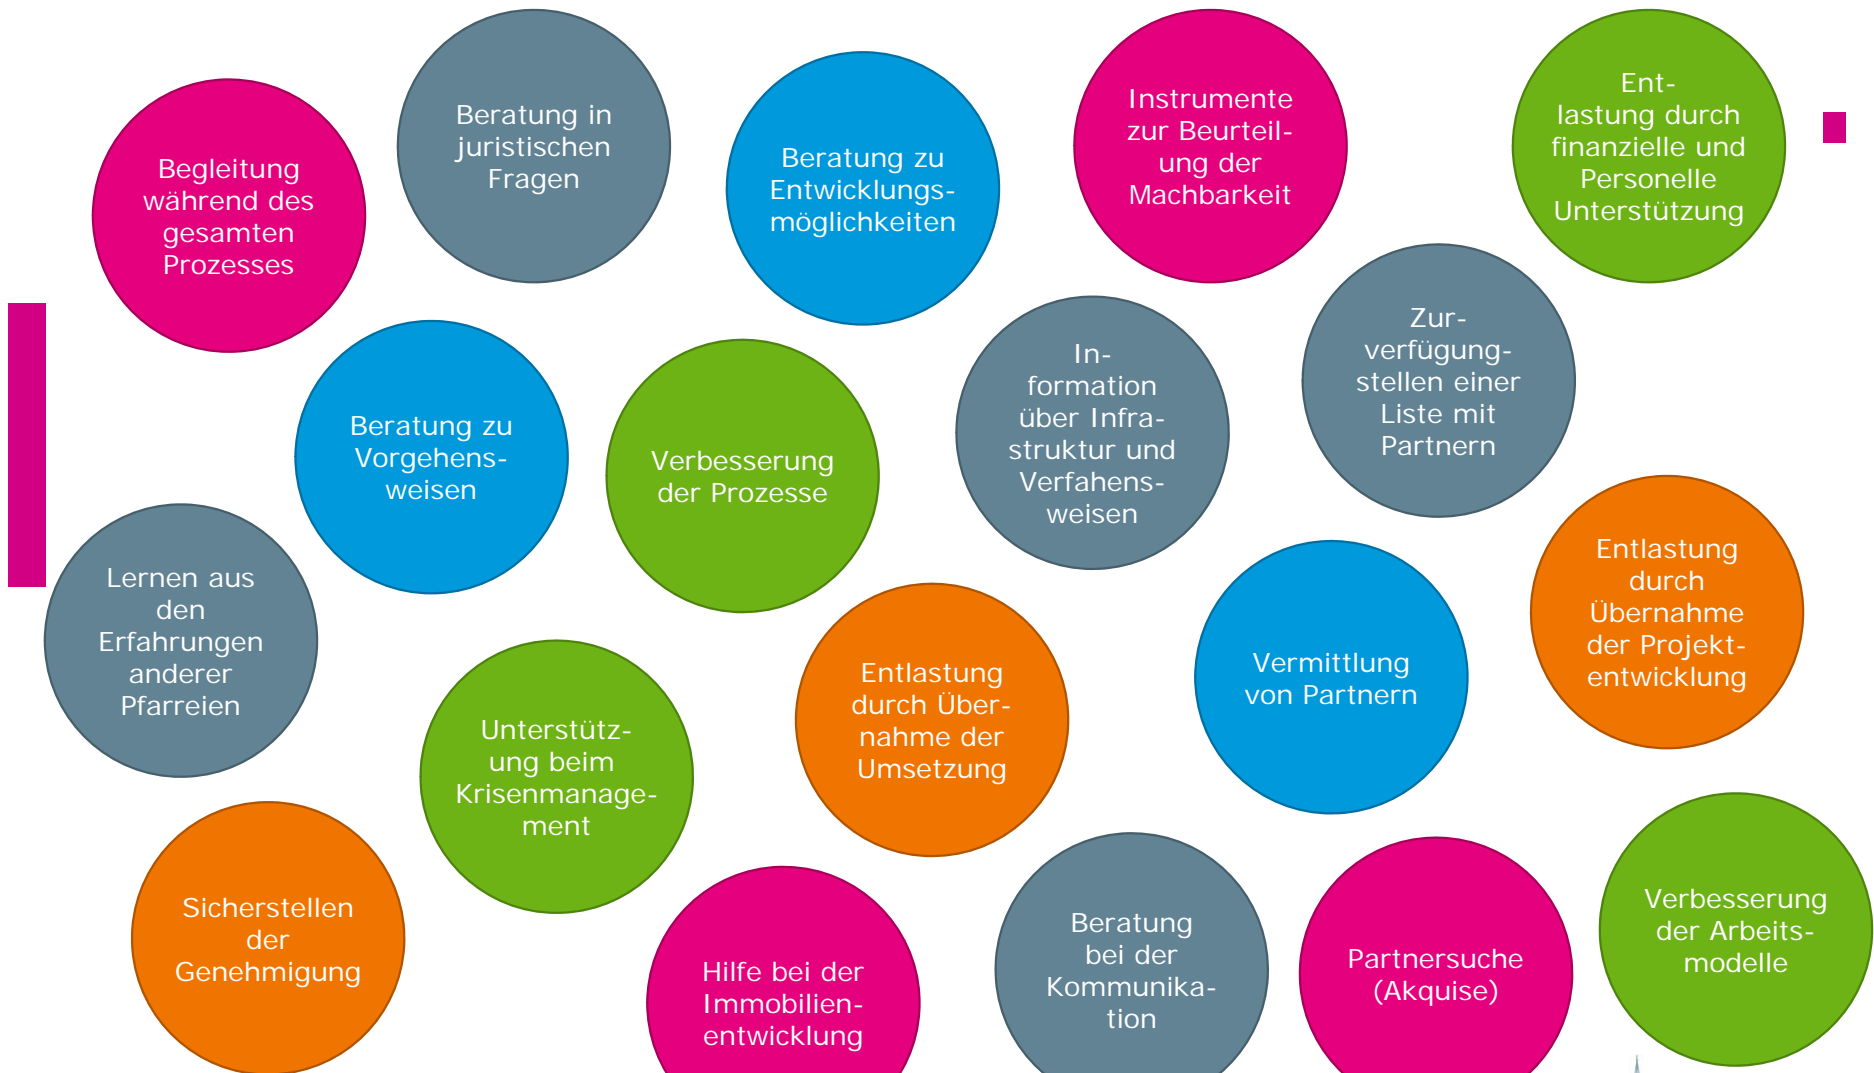 Begleitung
während des
gesamten
Prozesses
Beratung in
juristischen
Fragen
Beratung zu
Entwicklungs-
möglichkeiten
Instrumente
zur Beurteil-
ung der
Machbarkeit
Ent-
lastung durch
finanzielle und
Personelle
Unterstützung
Beratung zu
Vorgehens-
weisen
Verbesserung
der Prozesse
In-
formation
über Infra-
struktur und
Verfahens-
weisen
Zur-
verfügung-
stellen einer
Liste mit
Partnern
Lernen aus
den
Erfahrungen
anderer
Pfarreien
Unterstütz-
ung beim
Krisenmanage-
ment
Entlastung
durch Über-
nahme der
Umsetzung
Vermittlung
von Partnern
Entlastung
durch
Übernahme
der Projekt-
entwicklung
Sicherstellen
der
Genehmigung
Hilfe bei der
Immobilien-
entwicklung
Beratung
bei der
Kommunika-
tion
Partnersuche
(Akquise)
Verbesserung
der Arbeits-
modelle